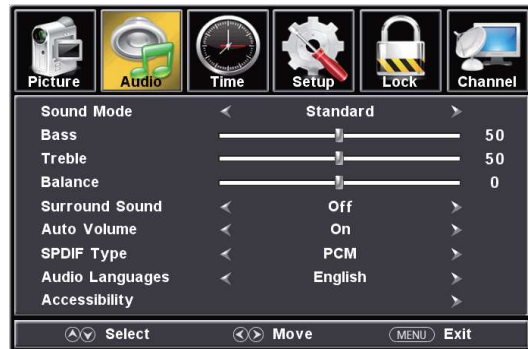 Picture Audio Time Setup Lock Channel
Sound Mode Standard
Bass 50
Treble 50
Balance 0
Surround Sound Off
Auto Volume On
SPDIF Type PCM
Audio Languages English
Accessibility
Select Move MENU Exit